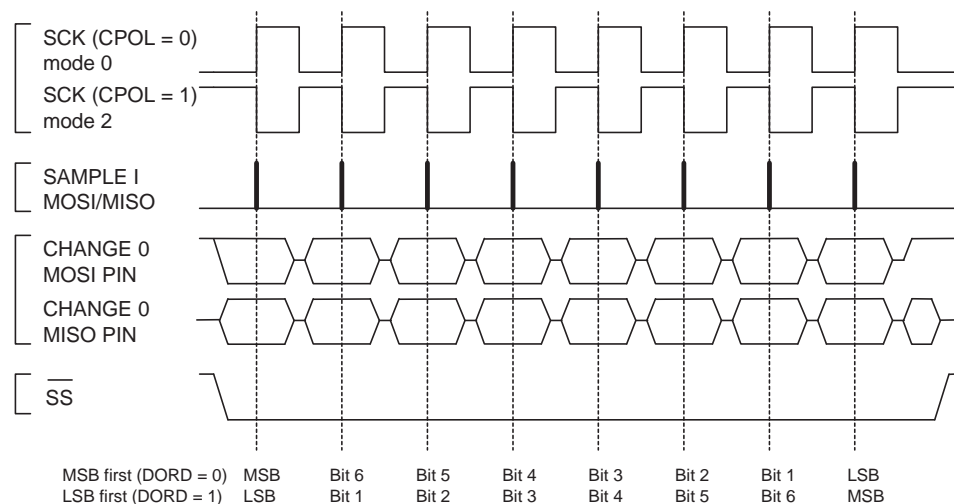 SCK (CPOL = 0)
mode 0
SCK (CPOL = 1)
mode 2
SAMPLE I
MOSI/MISO
CHANGE 0
MOSI PIN
CHANGE 0
MISO PIN
SS
MSB first (DORD = 0) MSB Bit 6 Bit 5 Bit 4 Bit 3 Bit 2 Bit 1 LSB
LSB first (DORD = 1) LSB Bit 1 Bit 2 Bit 3 Bit 4 Bit 5 Bit 6 MSB